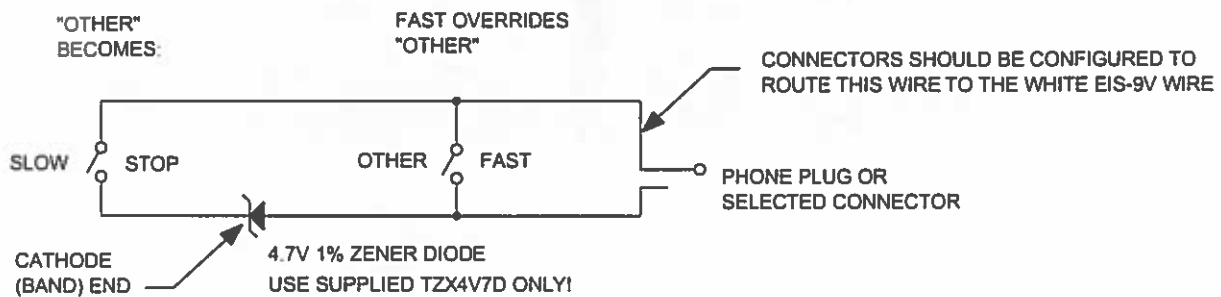 "OTHER"
BECOMES:
FAST OVERRIDES
"OTHER"
CONNECTORS SHOULD BE CONFIGURED TO
ROUTE THIS WIRE TO THE WHITE EIS-9V WIRE
SLOW
STOP
OTHER
FAST
PHONE PLUG OR
SELECTED CONNECTOR
CATHODE
(BAND) END
4.7V 1% ZENER DIODE
USE SUPPLIED TZX4V7D ONLY!